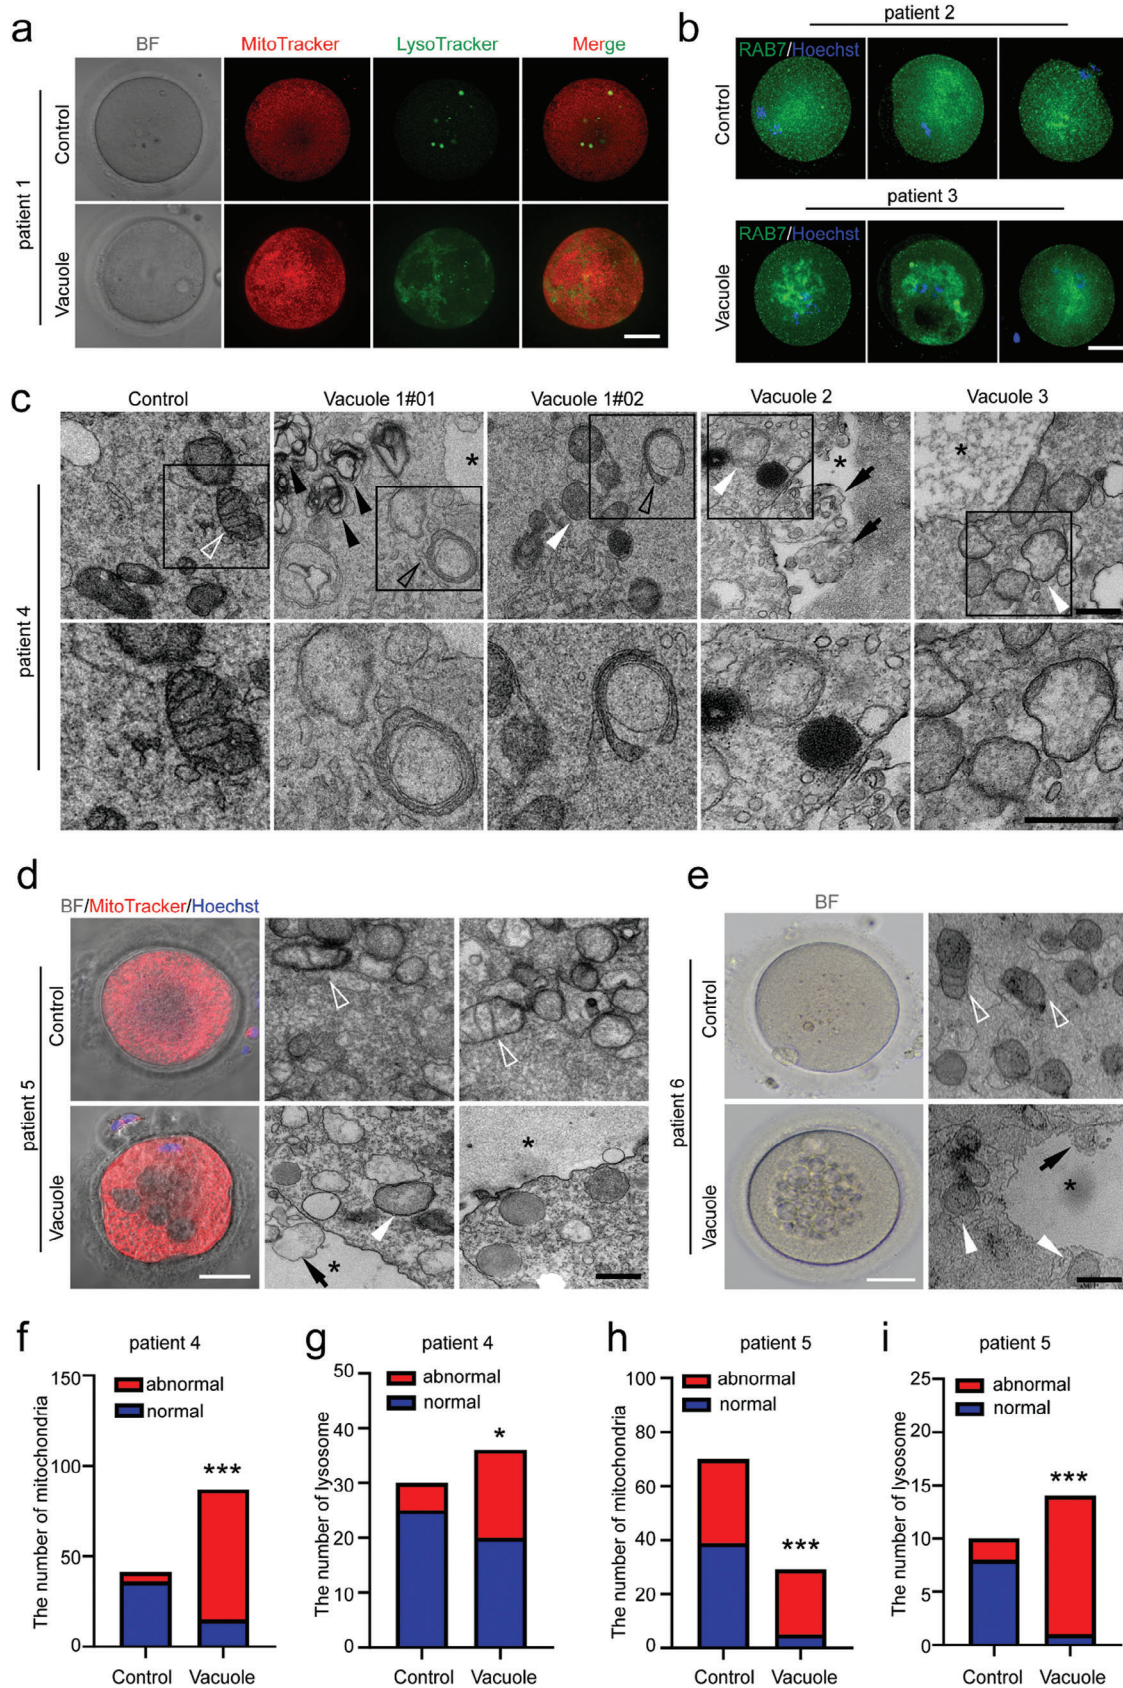 a
BF
MitoTracker
LysoTracker
Merge
patient 1
Control
Vacuole
b
patient 2
RAB7/Hoechst
Control
patient 3
RAB7/Hoechst
Vacuole
c
Control
Vacuole 1#01
Vacuole 1#02
Vacuole 2
Vacuole 3
patient 4
*
*
*
d
BF/MitoTracker/Hoechst
patient 5
Control
Vacuole
*
*
e
BF
patient 6
Control
Vacuole
*
f
patient 4
abnormal
normal
The number of mitochondria
150
100
50
0
***
Control
Vacuole
g
patient 4
abnormal
normal
The number of lysosome
50
40
30
20
10
0
*
Control
Vacuole
h
patient 5
abnormal
normal
The number of mitochondria
100
80
60
40
20
0
***
Control
Vacuole
i
patient 5
abnormal
normal
The number of lysosome
25
20
15
10
5
0
***
Control
Vacuole